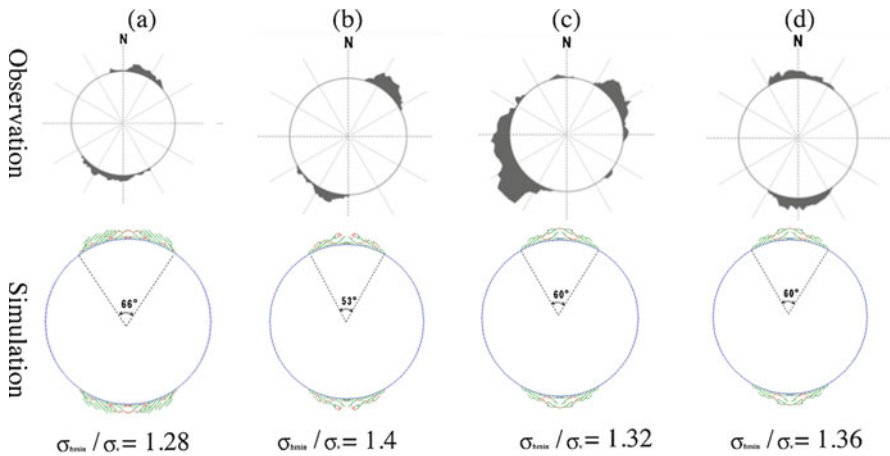 (a) (b) (c) (d)
N N N N
Observation
Simulation
66° 53° 60° 60°
σhmin / σv = 1.28 σhmin / σv = 1.4 σhmin / σv = 1.32 σhmin / σv = 1.36